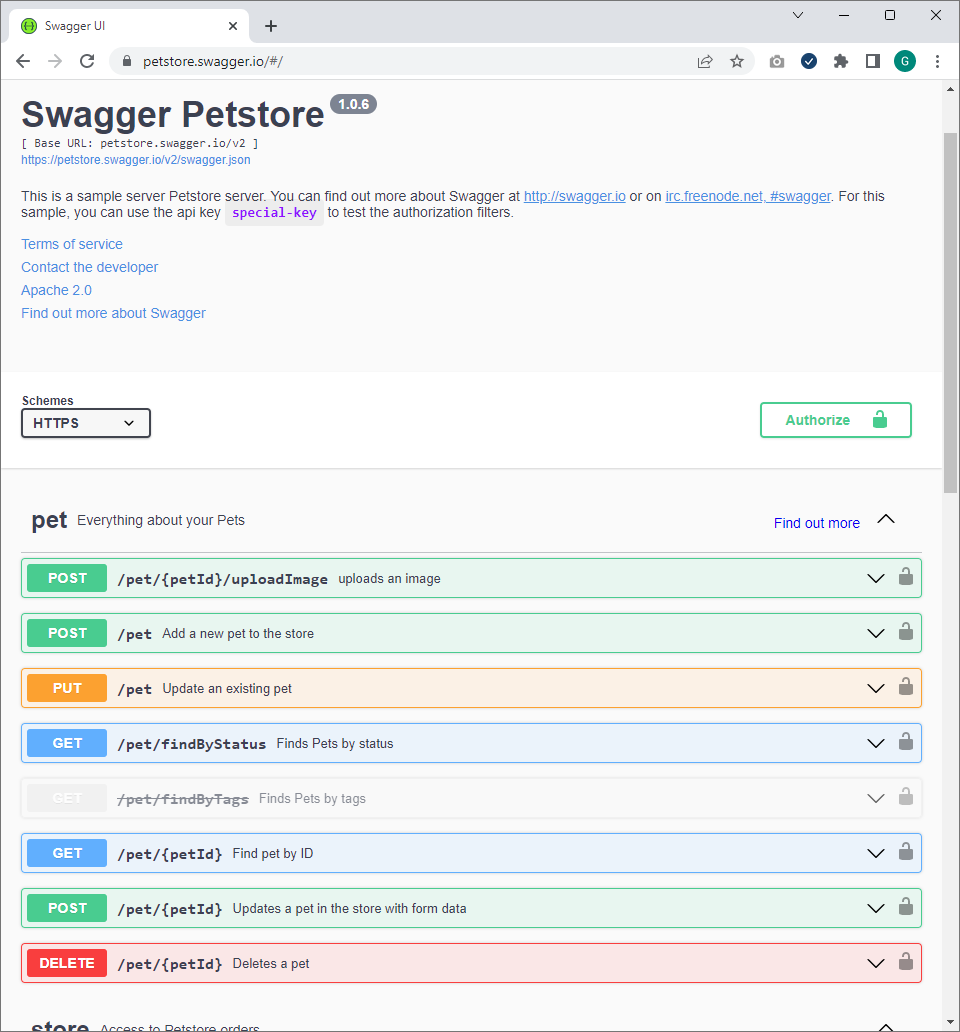 Swagger UI
petstore.swagger.io/#/
G
Swagger Petstore 1.0.6
[ Base URL: petstore.swagger.io/v2 ]
https://petstore.swagger.io/v2/swagger.json
This is a sample server Petstore server. You can find out more about Swagger at http://swagger.io or on irc.freenode.net, #swagger. For this
sample, you can use the api key special-key to test the authorization filters.
Terms of service
Contact the developer
Apache 2.0
Find out more about Swagger
Schemes
HTTPS
Authorize
pet Everything about your Pets Find out more
POST /pet/{petId}/uploadImage uploads an image
POST /pet Add a new pet to the store
PUT /pet Update an existing pet
GET /pet/findByStatus Finds Pets by status
GET /pet/findByTags Finds Pets by tags
GET /pet/{petId} Find pet by ID
POST /pet/{petId} Updates a pet in the store with form data
DELETE /pet/{petId} Deletes a pet
store Access to Petstore orders